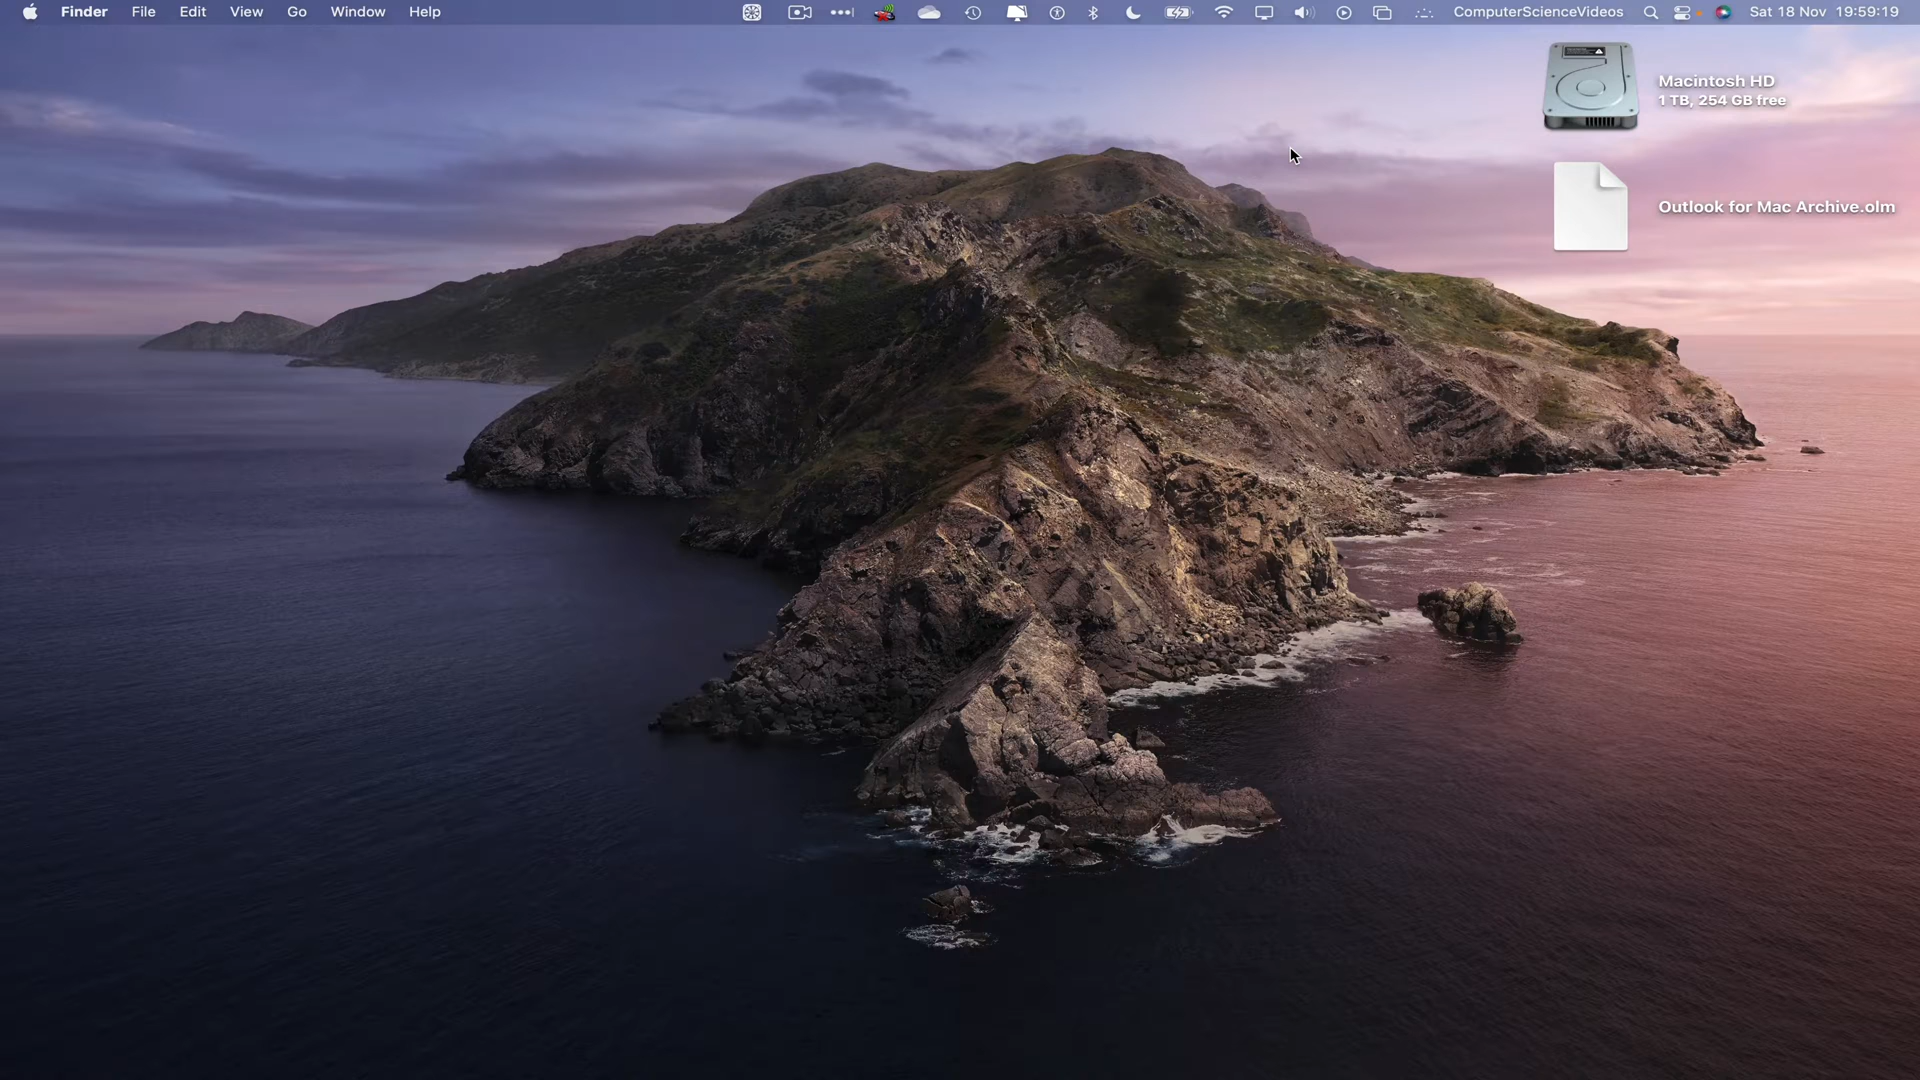 Finder File Edit View Go Window Help ComputerScienceVideos Sat 18 Nov 19:59:19
Macintosh HD
1 TB, 254 GB free
Outlook for Mac Archive.olm